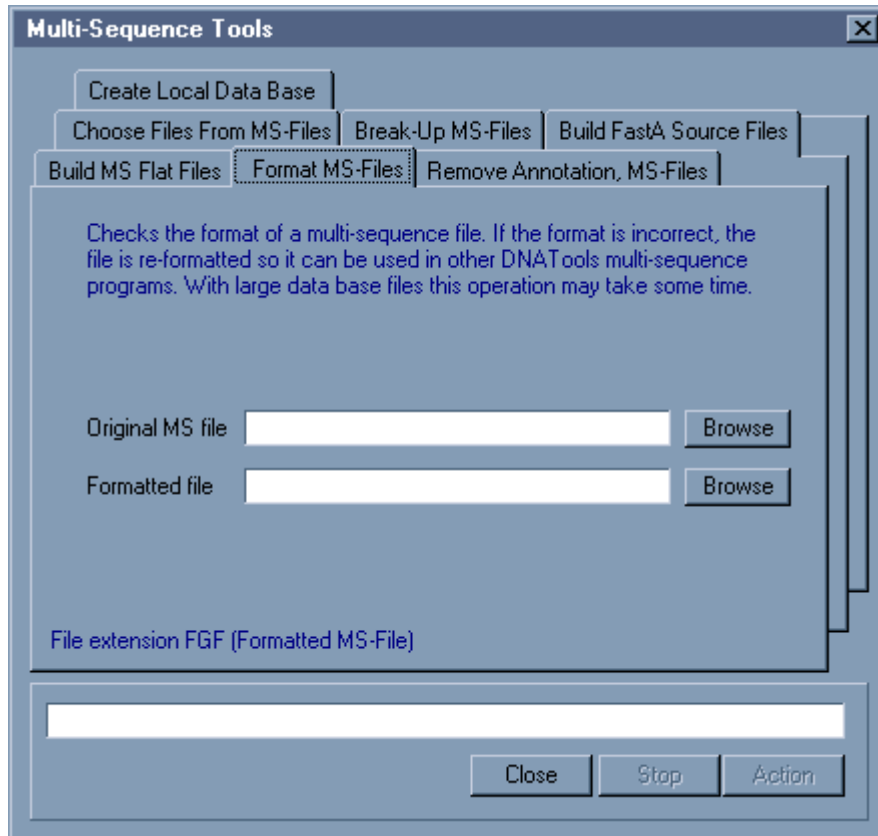 Multi-Sequence Tools
Create Local Data Base
Choose Files From MS-Files Break-Up MS-Files Build FastA Source Files
Build MS Flat Files Format MS-Files Remove Annotation, MS-Files
Checks the format of a multi-sequence file. If the format is incorrect, the
file is re-formatted so it can be used in other DNATools multi-sequence
programs. With large data base files this operation may take some time.
Original MS file Browse
Formatted file Browse
File extension FGF (Formatted MS-File)
Close Stop Action